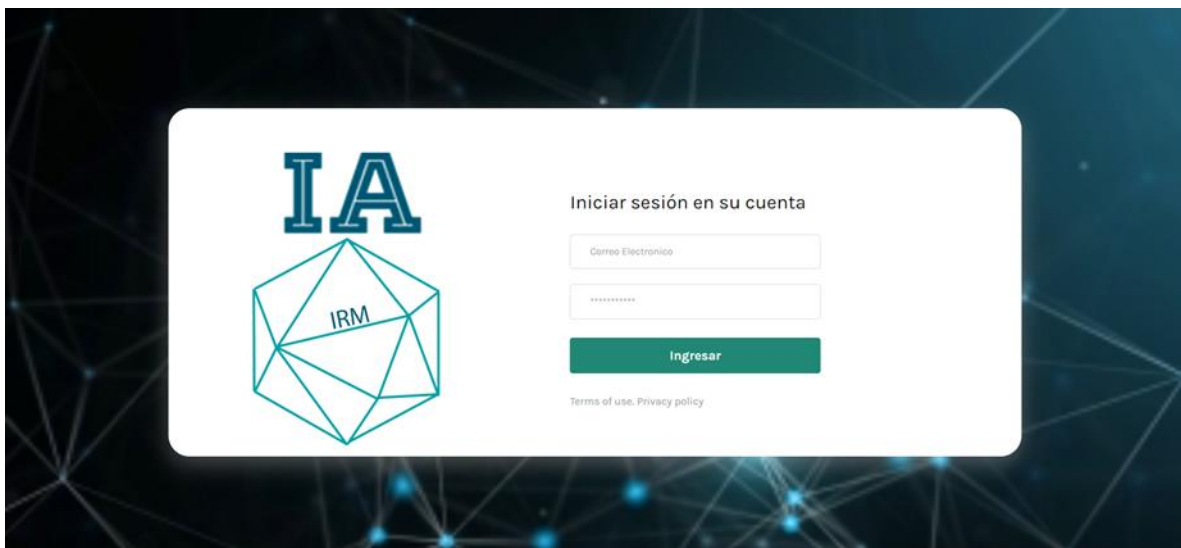 IA
IRM
Iniciar sesión en su cuenta
Correo Electronico
***********
Ingresar
Terms of use. Privacy policy